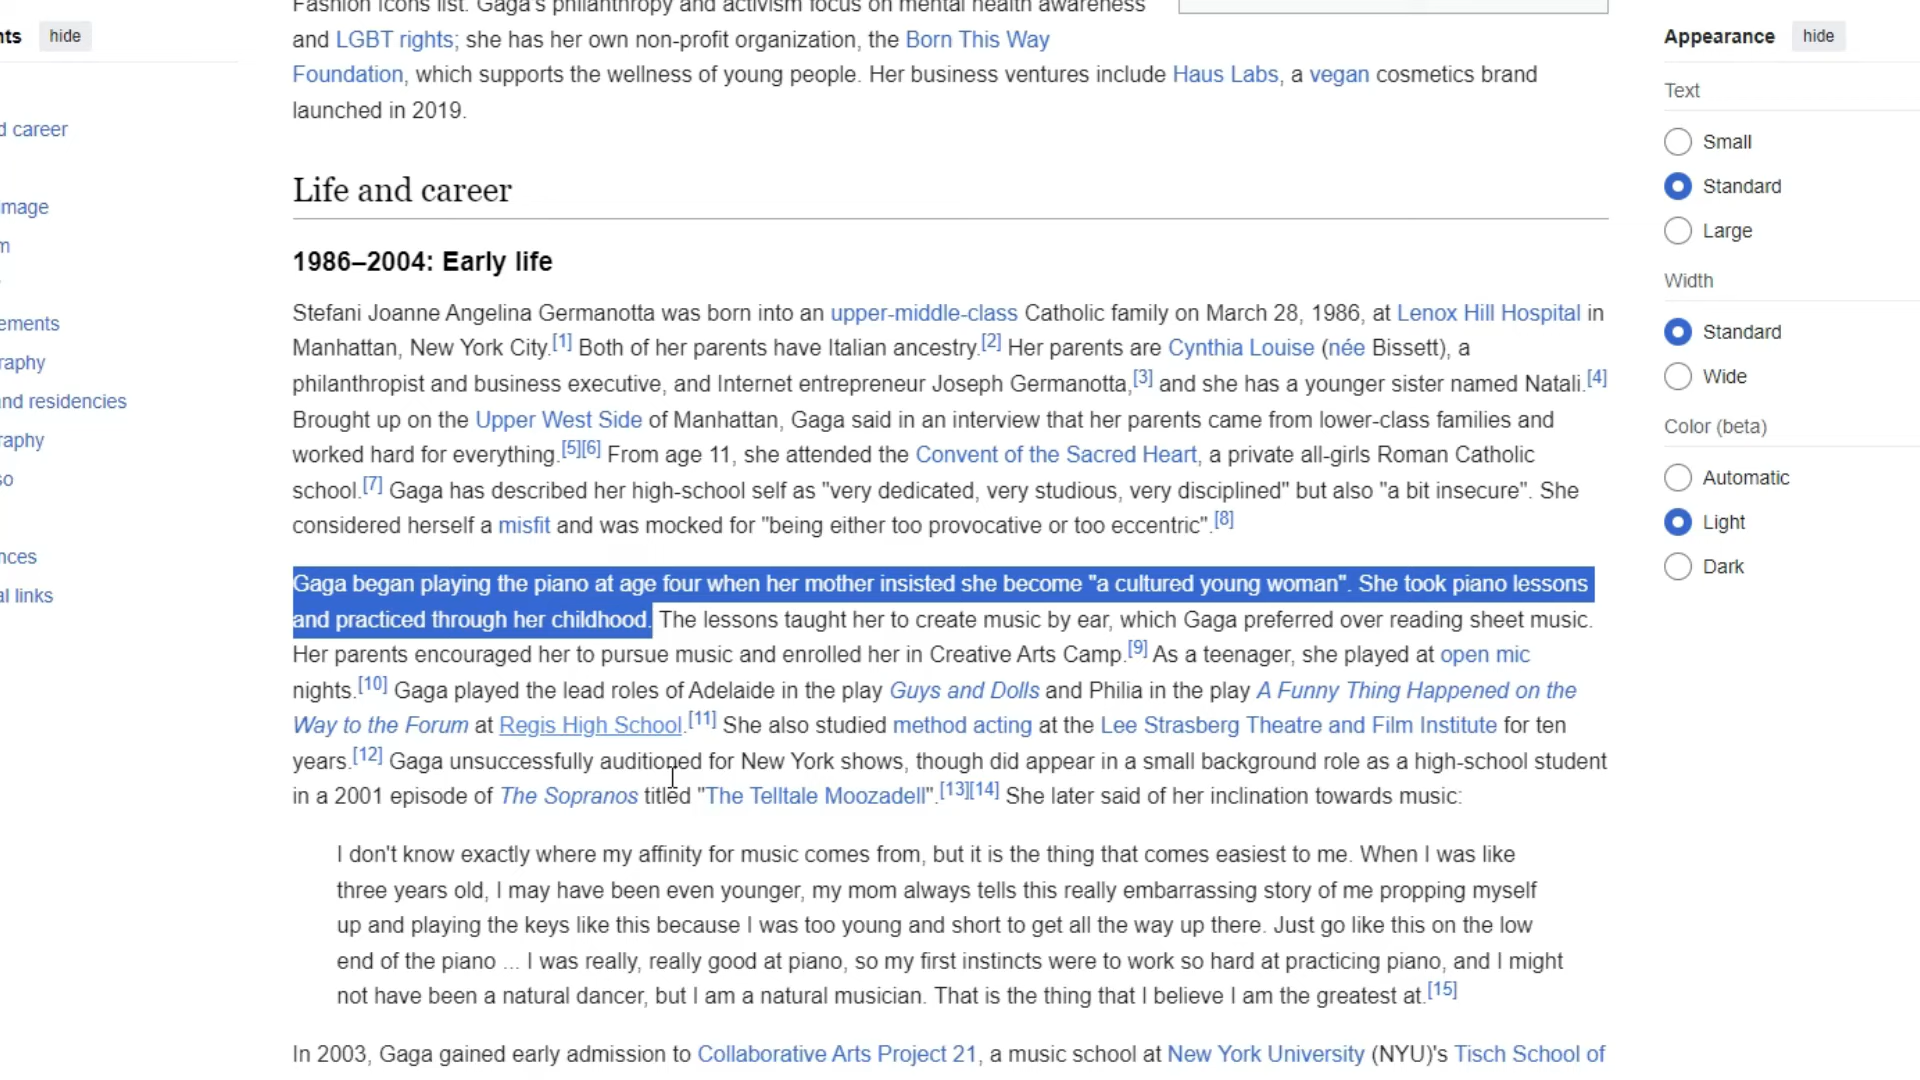 Fashion Icons list. Gaga's philanthropy and activism focus on mental health awareness
nts hide
and LGBT rights; she has her own non-profit organization, the Born This Way
Foundation, which supports the wellness of young people. Her business ventures include Haus Labs, a vegan cosmetics brand
launched in 2019.
d career
mage
m
ements
raphy
nd residencies
raphy
so
nces
al links
Life and career
1986–2004: Early life
Stefani Joanne Angelina Germanotta was born into an upper-middle-class Catholic family on March 28, 1986, at Lenox Hill Hospital in
Manhattan, New York City.[1] Both of her parents have Italian ancestry.[2] Her parents are Cynthia Louise (née Bissett), a
philanthropist and business executive, and Internet entrepreneur Joseph Germanotta,[3] and she has a younger sister named Natali.[4]
Brought up on the Upper West Side of Manhattan, Gaga said in an interview that her parents came from lower-class families and
worked hard for everything.[5][6] From age 11, she attended the Convent of the Sacred Heart, a private all-girls Roman Catholic
school.[7] Gaga has described her high-school self as "very dedicated, very studious, very disciplined" but also "a bit insecure". She
considered herself a misfit and was mocked for "being either too provocative or too eccentric".[8]
Gaga began playing the piano at age four when her mother insisted she become "a cultured young woman". She took piano lessons
and practiced through her childhood. The lessons taught her to create music by ear, which Gaga preferred over reading sheet music.
Her parents encouraged her to pursue music and enrolled her in Creative Arts Camp.[9] As a teenager, she played at open mic
nights.[10] Gaga played the lead roles of Adelaide in the play Guys and Dolls and Philia in the play A Funny Thing Happened on the
Way to the Forum at Regis High School.[11] She also studied method acting at the Lee Strasberg Theatre and Film Institute for ten
years.[12] Gaga unsuccessfully auditioned for New York shows, though did appear in a small background role as a high-school student
in a 2001 episode of The Sopranos titled "The Telltale Moozadell".[13][14] She later said of her inclination towards music:
I don't know exactly where my affinity for music comes from, but it is the thing that comes easiest to me. When I was like
three years old, I may have been even younger, my mom always tells this really embarrassing story of me propping myself
up and playing the keys like this because I was too young and short to get all the way up there. Just go like this on the low
end of the piano ... I was really, really good at piano, so my first instincts were to work so hard at practicing piano, and I might
not have been a natural dancer, but I am a natural musician. That is the thing that I believe I am the greatest at.[15]
In 2003, Gaga gained early admission to Collaborative Arts Project 21, a music school at New York University (NYU)'s Tisch School of
Appearance hide
Text
Small
Standard
Large
Width
Standard
Wide
Color (beta)
Automatic
Light
Dark